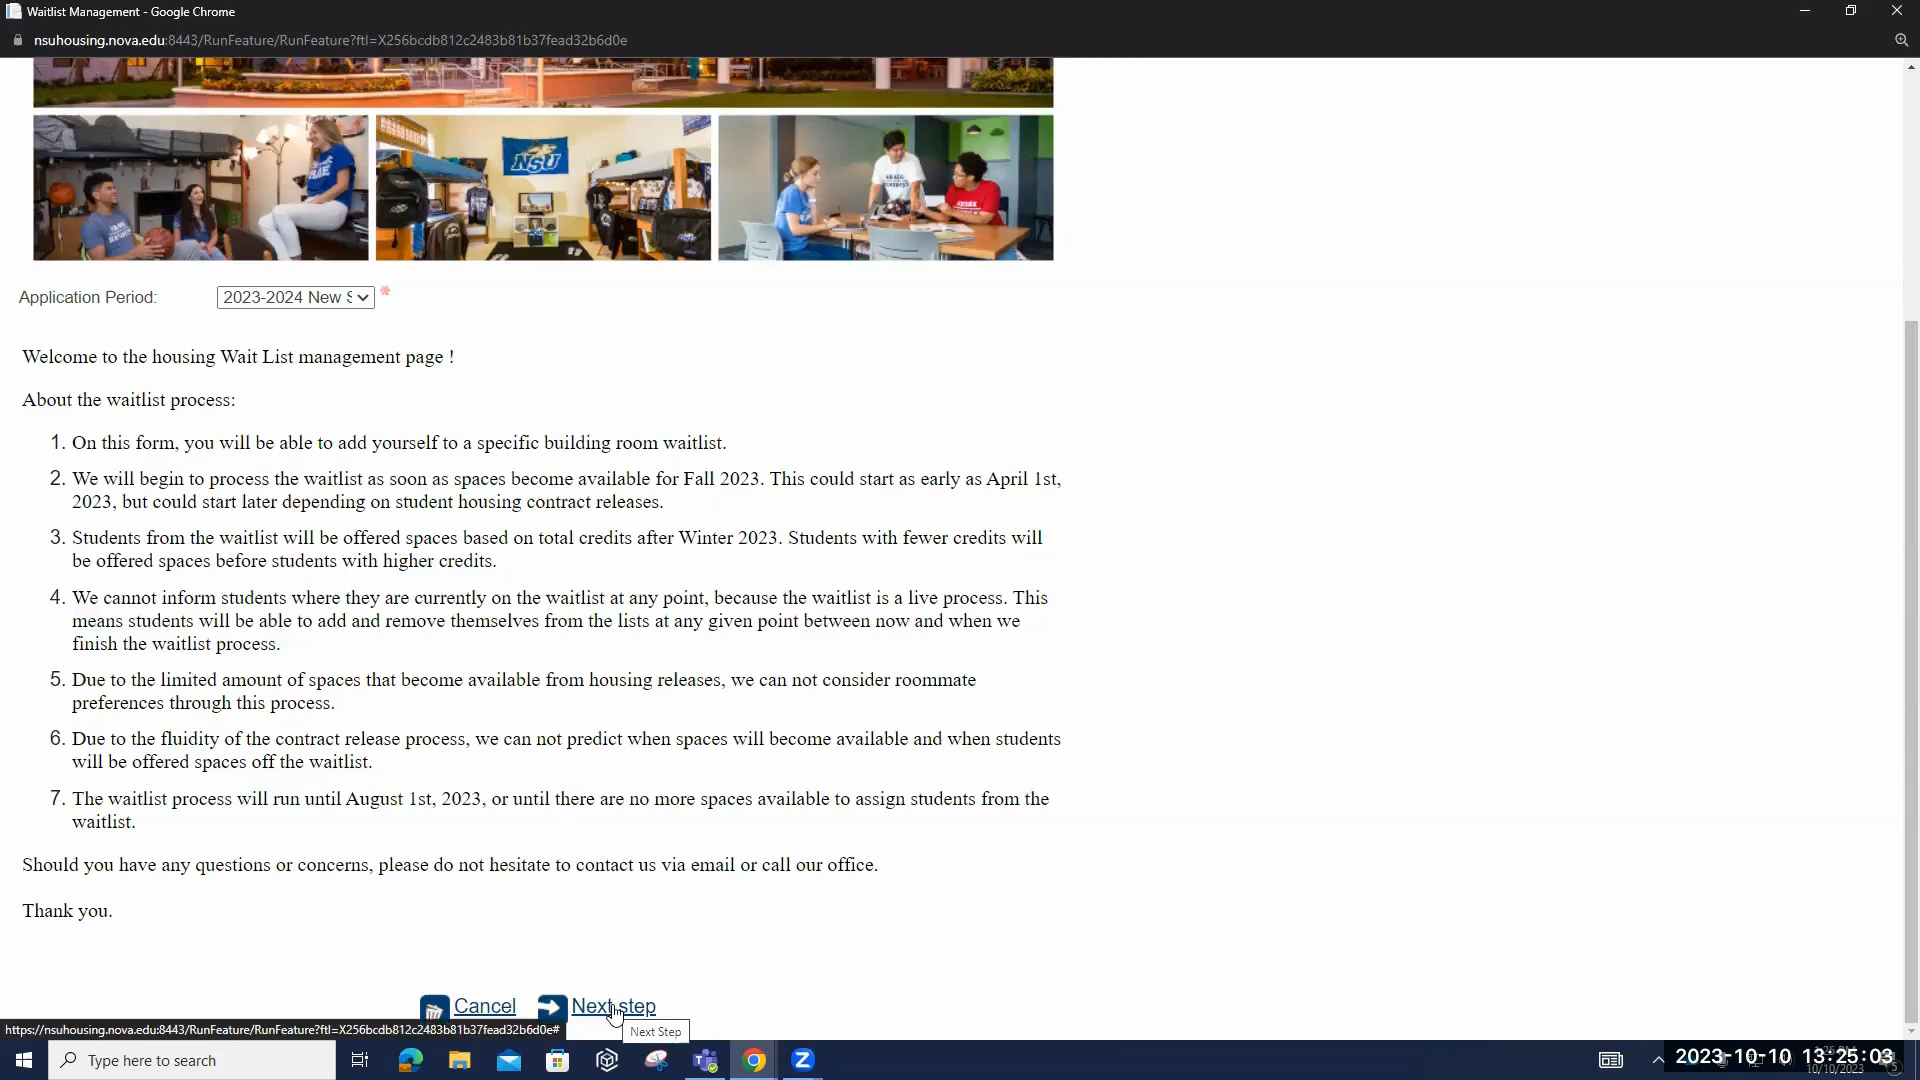 Waitlist Management - Google Chrome
nsuhousing.nova.edu:8443/RunFeature/RunFeature?ftl=X256bcdb812c2483b81b37fead32b6d0e
NSU
Application Period:
2023-2024 New S
*
Welcome to the housing Wait List management page !
About the waitlist process:
1. On this form, you will be able to add yourself to a specific building room waitlist.
2. We will begin to process the waitlist as soon as spaces become available for Fall 2023. This could start as early as April 1st,
2023, but could start later depending on student housing contract releases.
3. Students from the waitlist will be offered spaces based on total credits after Winter 2023. Students with fewer credits will
be offered spaces before students with higher credits.
4. We cannot inform students where they are currently on the waitlist at any point, because the waitlist is a live process. This
means students will be able to add and remove themselves from the lists at any given point between now and when we
finish the waitlist process.
5. Due to the limited amount of spaces that become available from housing releases, we can not consider roommate
preferences through this process.
6. Due to the fluidity of the contract release process, we can not predict when spaces will become available and when students
will be offered spaces off the waitlist.
7. The waitlist process will run until August 1st, 2023, or until there are no more spaces available to assign students from the
waitlist.
Should you have any questions or concerns, please do not hesitate to contact us via email or call our office.
Thank you.
Cancel Next step
https://nsuhousing.nova.edu:8443/RunFeature/RunFeature?ftl=X256bcdb812c2483b81b37fead32b6d0e#
Next Step
Type here to search
2023-10-10 13:25:03
10/10/2023
5